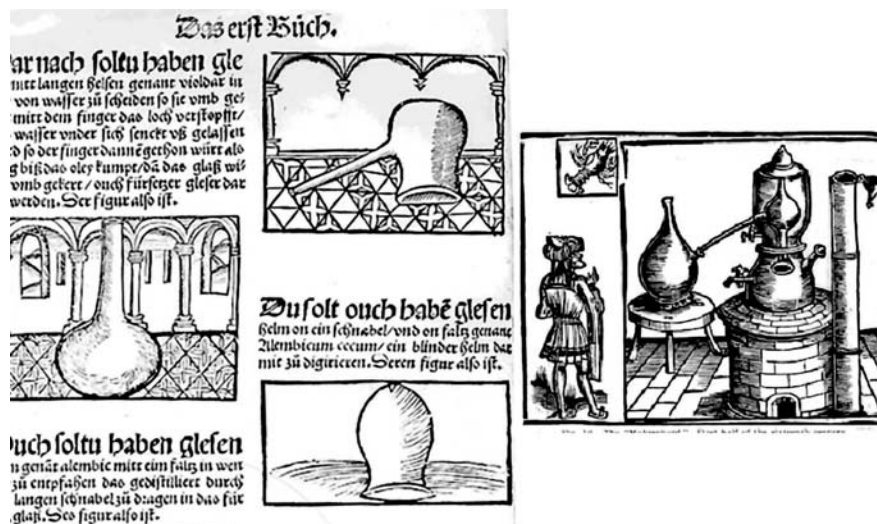 Das erst Bůch.
Dar nach soltu haben gle
mitt langen helsen genant violdar in
von wasser zů scheiden so sie vmb ge⸗
mitt dem finger das loch verstopfft/
wasser vnder sich senckt vß gelassen
so der finger dannē gethon würt als
biß das oley kumpt/dā das glaß wi
vmb gekert/ouch fürsetzer gleser dar
werden. Der figur also ist.
Ouch soltu haben glesen
genāt alembic mitt eim faltz in wen
zů entpfahen das gedistilliert durch
langen schnabel zů dragen in das für
glaß. Des figur also ist.
Du solt ouch habē glesen
helm on ein schnabel/vnd on faltz genant
Alembicum cecum/ein blinder helm dar
mit zů digirieren. Deren figur also ist.